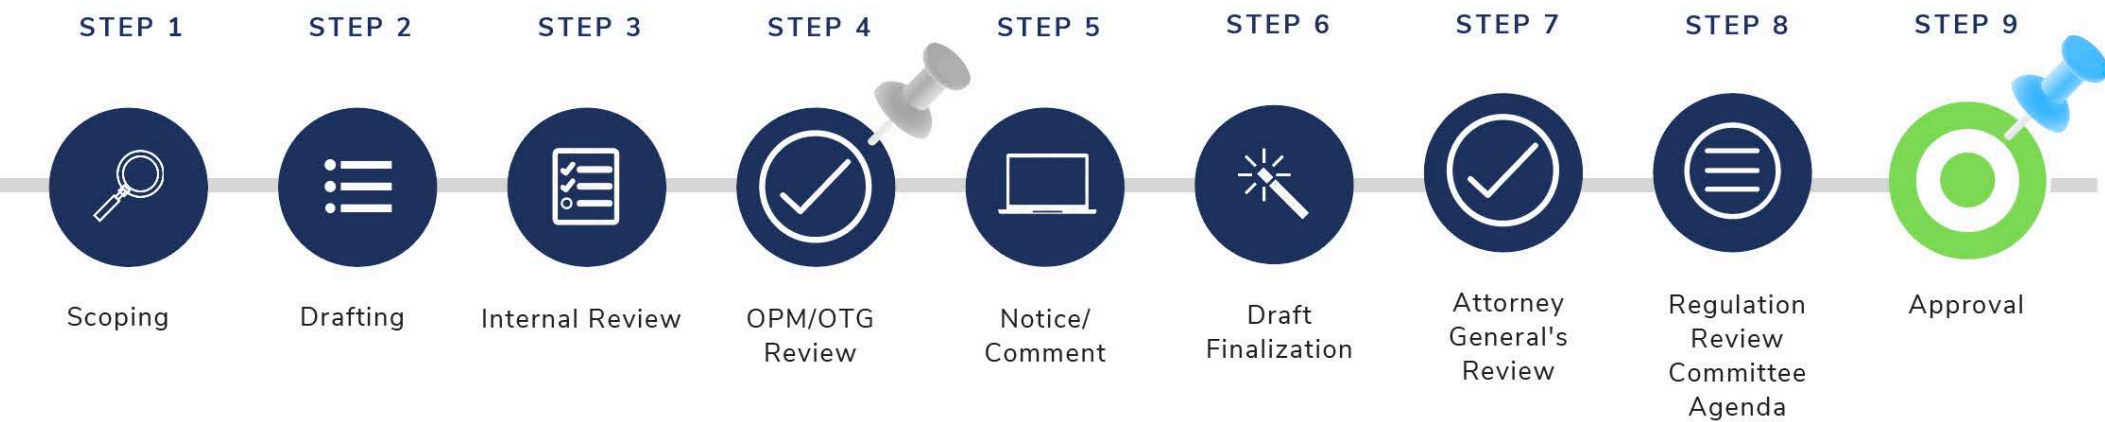 STEP 1
STEP 2
STEP 3
STEP 4
STEP 5
STEP 6
STEP 7
STEP 8
STEP 9
Scoping
Drafting
Internal Review
OPM/OTG
Review
Notice/
Comment
Draft
Finalization
Attorney
General's
Review
Regulation
Review
Committee
Agenda
Approval